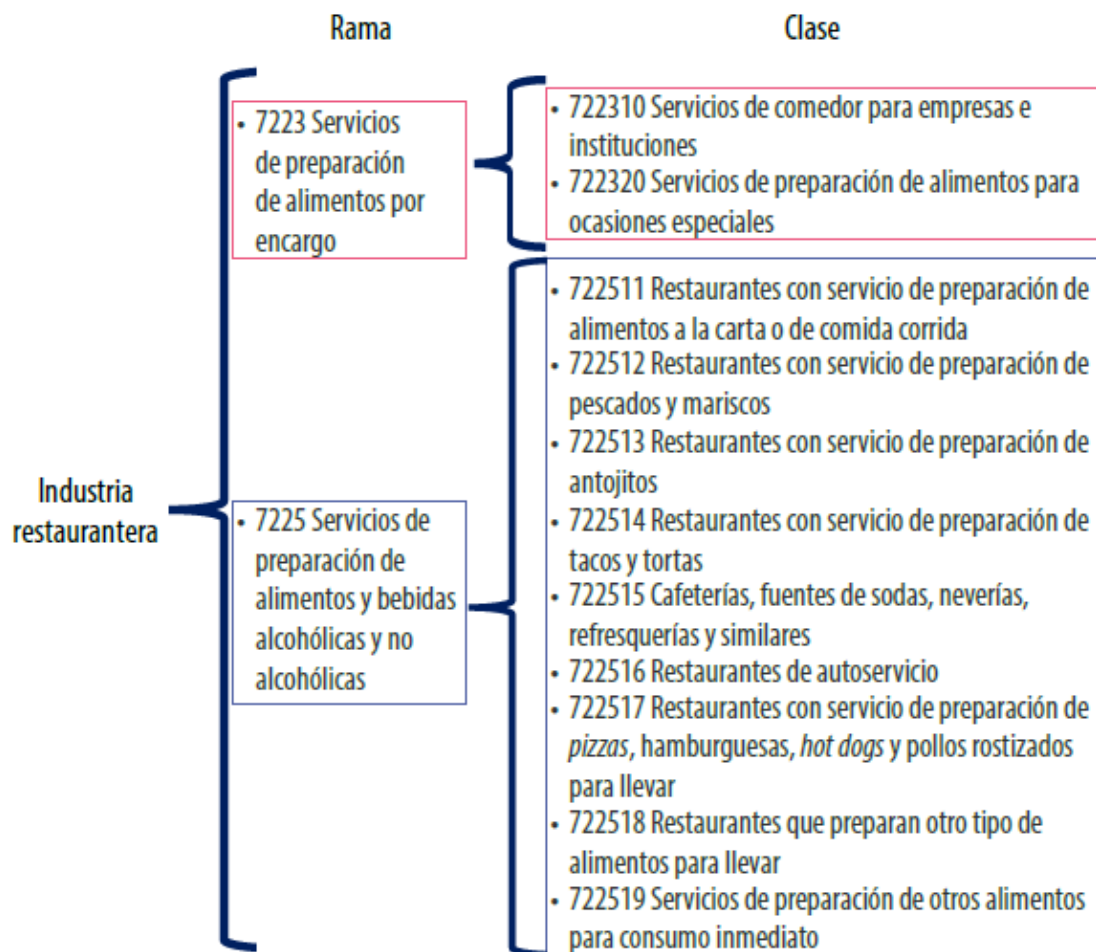 Rama
Clase
Industria
restaurantera
• 7223 Servicios
de preparación
de alimentos por
encargo
• 722310 Servicios de comedor para empresas e
instituciones
• 722320 Servicios de preparación de alimentos para
ocasiones especiales
• 7225 Servicios de
preparación de
alimentos y bebidas
alcohólicas y no
alcohólicas
• 722511 Restaurantes con servicio de preparación de
alimentos a la carta o de comida corrida
• 722512 Restaurantes con servicio de preparación de
pescados y mariscos
• 722513 Restaurantes con servicio de preparación de
antojitos
• 722514 Restaurantes con servicio de preparación de
tacos y tortas
• 722515 Cafeterías, fuentes de sodas, neverías,
refresquerías y similares
• 722516 Restaurantes de autoservicio
• 722517 Restaurantes con servicio de preparación de
pizzas, hamburguesas, hot dogs y pollos rostizados
para llevar
• 722518 Restaurantes que preparan otro tipo de
alimentos para llevar
• 722519 Servicios de preparación de otros alimentos
para consumo inmediato